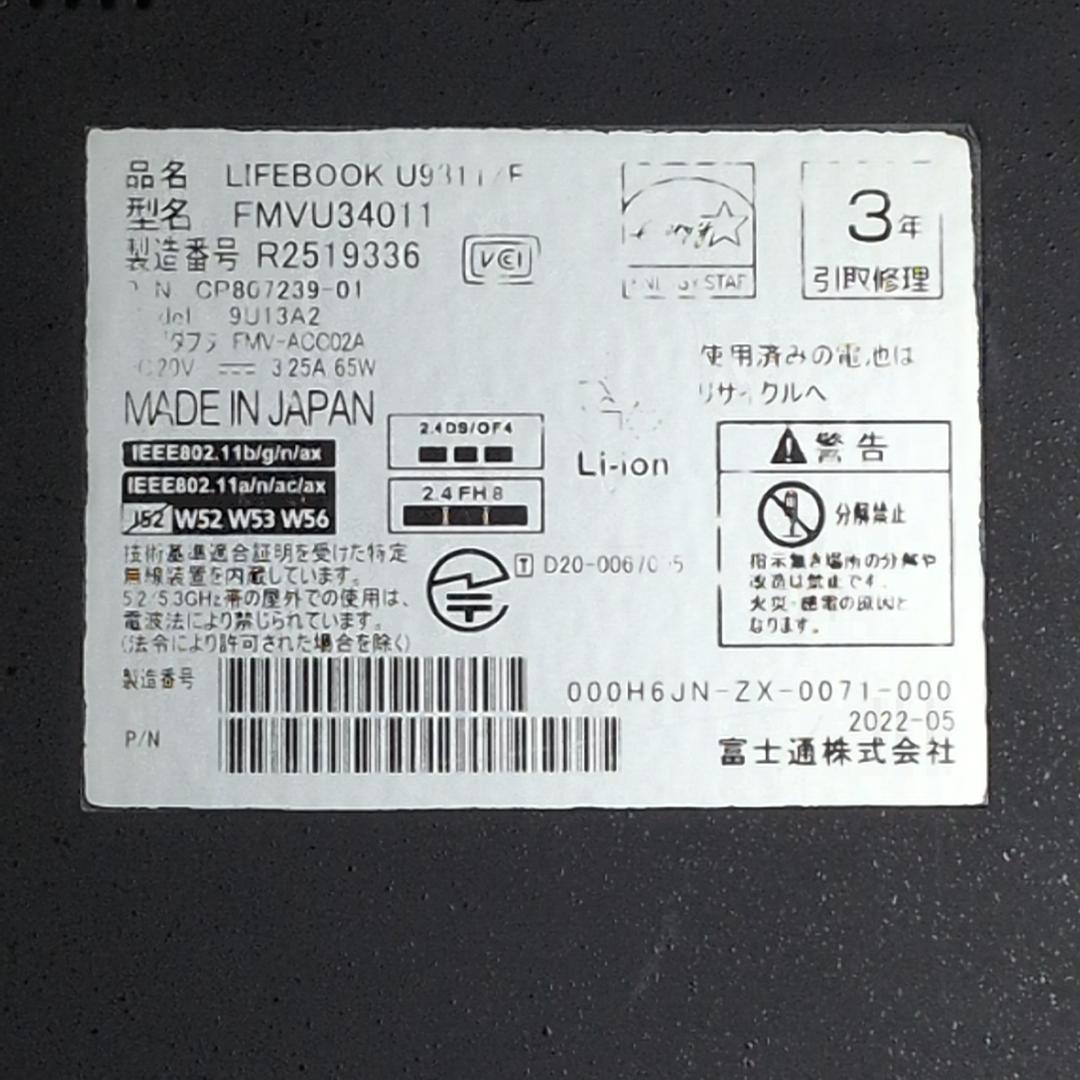 品名 LIFEBOOK
型名 FMVU34011
製造番号 R2519336
VCCI
CP807239-01
9U13A2
FMV-ACC02A
20V 3.25A 65W
MADE IN JAPAN
IEEE802.11b/g/n/ax
IEEE802.11a/n/ac/ax
J52 W52 W53 W56
2.4DS/OF4
2.4FH8
技術基準適合証明を受けた特定
無線装置を内蔵しています。
5.2/5.3GHz帯の屋外での使用は、
電波法により禁じられています。
(法令により許可された場合を除く)
T
製造番号
P/N
ENERGY STAR
3年
引取修理
使用済みの電池は
リサイクルへ
Li-ion
警告
分解禁止
指示無き場所の分解や
改造は禁止です。
火災・感電の原因と
なります。
000H6JN-ZX-0071-000
2022-05
富士通株式会社